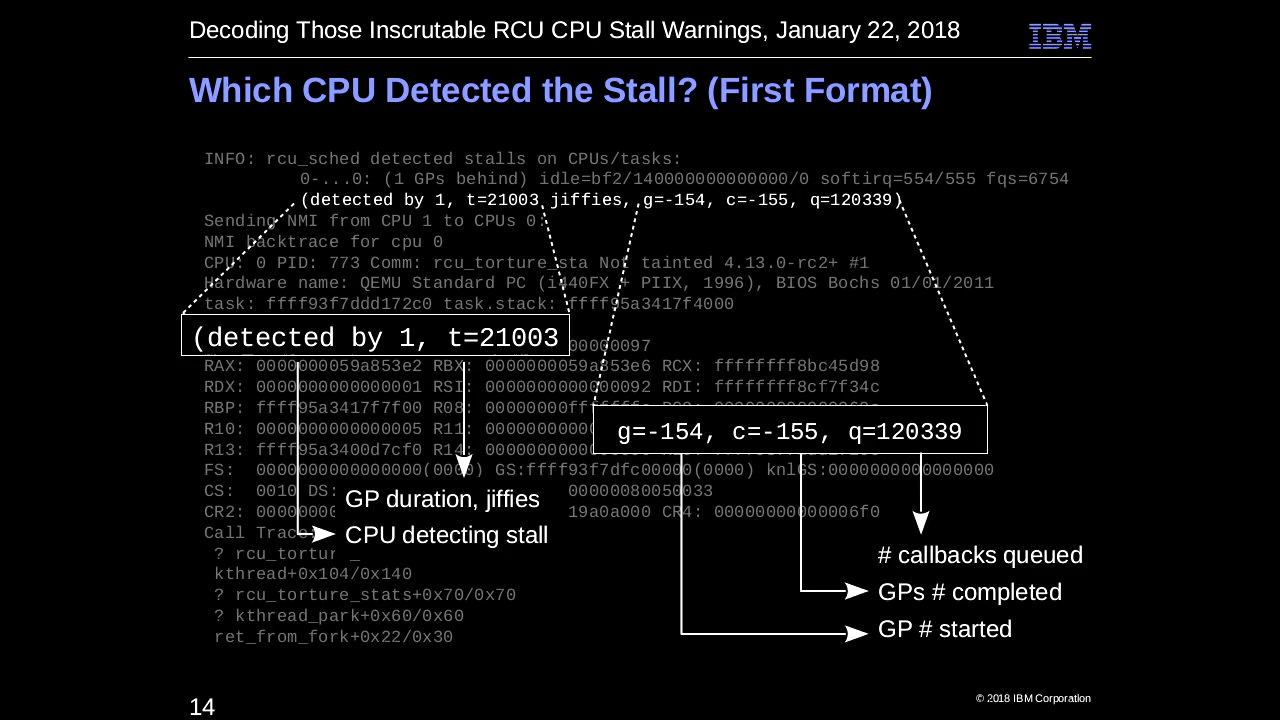 Decoding Those Inscrutable RCU CPU Stall Warnings, January 22, 2018
IBM
Which CPU Detected the Stall? (First Format)
INFO: rcu_sched detected stalls on CPUs/tasks:
0-...0: (1 GPs behind) idle=bf2/140000000000000/0 softirq=554/555 fqs=6754
(detected by 1, t=21003 jiffies, g=-154, c=-155, q=120339)
Sending NMI from CPU 1 to CPUs 0:
NMI backtrace for cpu 0
CPU: 0 PID: 773 Comm: rcu_torture_sta Not tainted 4.13.0-rc2+ #1
Hardware name: QEMU Standard PC (i440FX + PIIX, 1996), BIOS Bochs 01/01/2011
task: ffff93f7ddd172c0 task.stack: ffff95a3417f4000
(detected by 1, t=21003
RAX: 0000000059a853e2 RBX: 0000000059a853e6 RCX: ffffffff8bc45d98
RDX: 0000000000000001 RSI: 0000000000000092 RDI: ffffffff8cf7f34c
RBP: ffff95a3417f7f00 R08:
R10: 0000000000000005 R11:
g=-154, c=-155, q=120339
R13: ffff95a3400d7cf0 R14:
FS: 0000000000000000(0000) GS:ffff93f7dfc00000(0000) knlGS:0000000000000000
CS: 0010 DS: 00000080050033
GP duration, jiffies
CR2: 19a0a000 CR4: 00000000000006f0
Call Trace:
CPU detecting stall
? rcu_tortur
kthread+0x104/0x140
? rcu_torture_stats+0x70/0x70
? kthread_park+0x60/0x60
ret_from_fork+0x22/0x30
# callbacks queued
GPs # completed
GP # started
14
© 2018 IBM Corporation